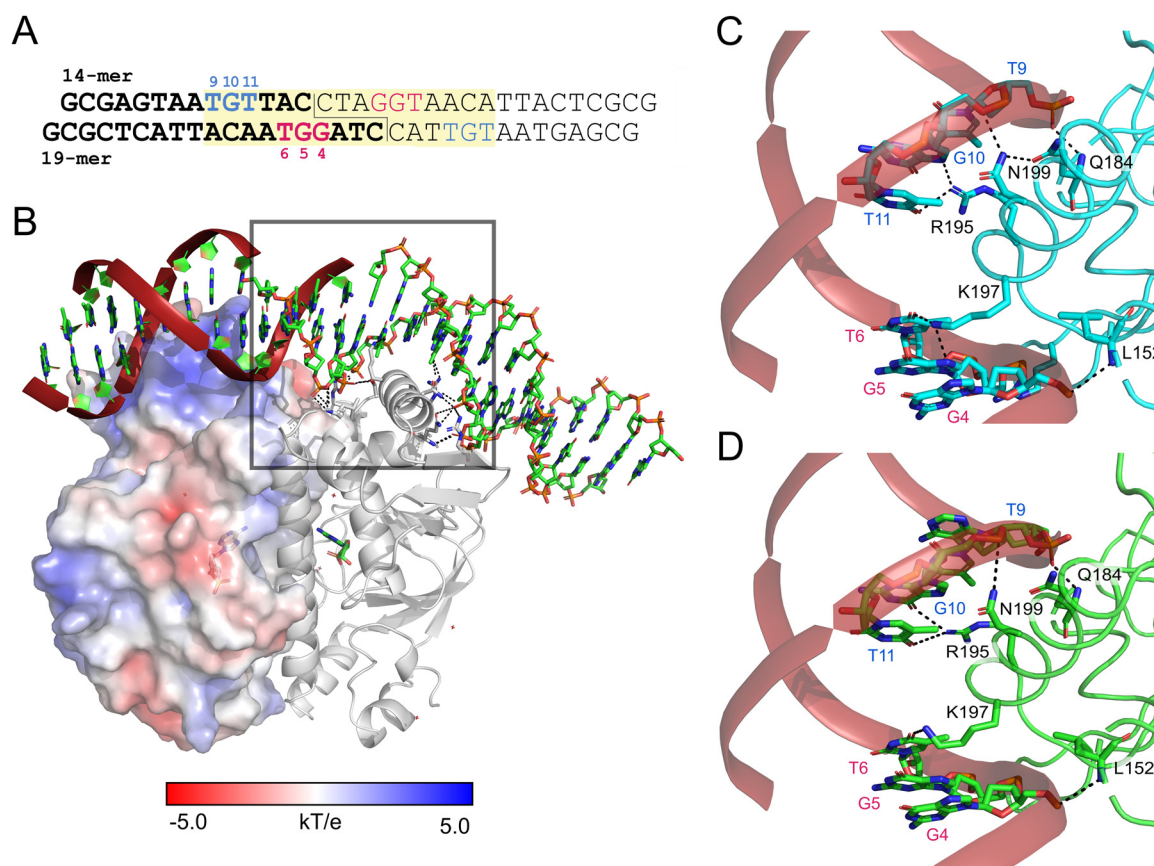 A
14-mer
9 10 11
GCGAGTAATGTTACCTAGGTAACATTACTCGCG
GCGCTCATTACAATGGATCCATTGTAATGAGCG
6 5 4
19-mer
B
-5.0 kT/e 5.0
C
T9
G10
N199
Q184
T11
R195
K197
T6
L152
G5
G4
D
T9
Q184
G10
N199
T11
R195
K197
T6
L152
G5
G4